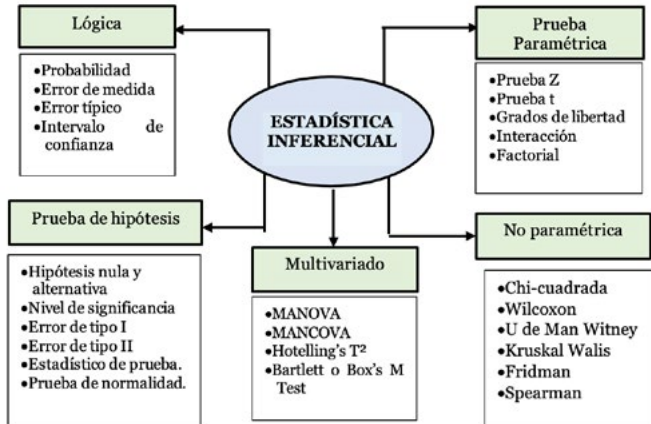 Lógica
•Probabilidad
•Error de medida
•Error típico
•Intervalo de
confianza
ESTADÍSTICA
INFERENCIAL
Prueba
Paramétrica
•Prueba Z
•Prueba t
•Grados de libertad
•Interacción
•Factorial
Prueba de hipótesis
•Hipótesis nula y
alternativa
•Nivel de significancia
•Error de tipo I
•Error de tipo II
•Estadístico de prueba.
•Prueba de normalidad.
Multivariado
•MANOVA
•MANCOVA
•Hotelling's T²
•Bartlett o Box's M
Test
No paramétrica
•Chi-cuadrada
•Wilcoxon
•U de Man Witney
•Kruskal Walis
•Fridman
•Spearman